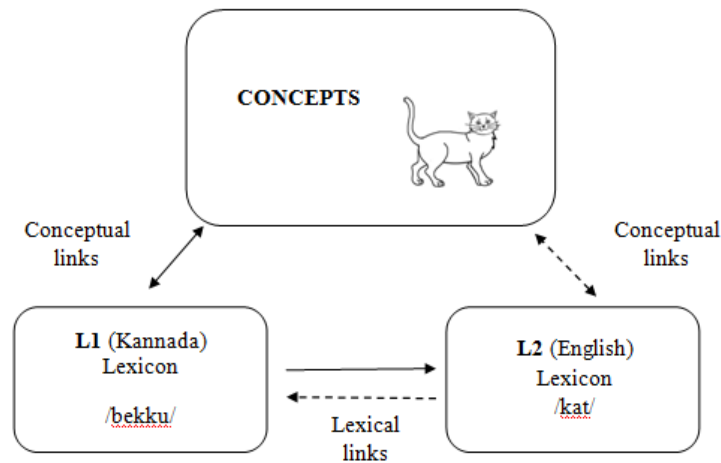 CONCEPTS
Conceptual
links
Conceptual
links
L1 (Kannada)
Lexicon
/bekku/
L2 (English)
Lexicon
/kat/
Lexical
links